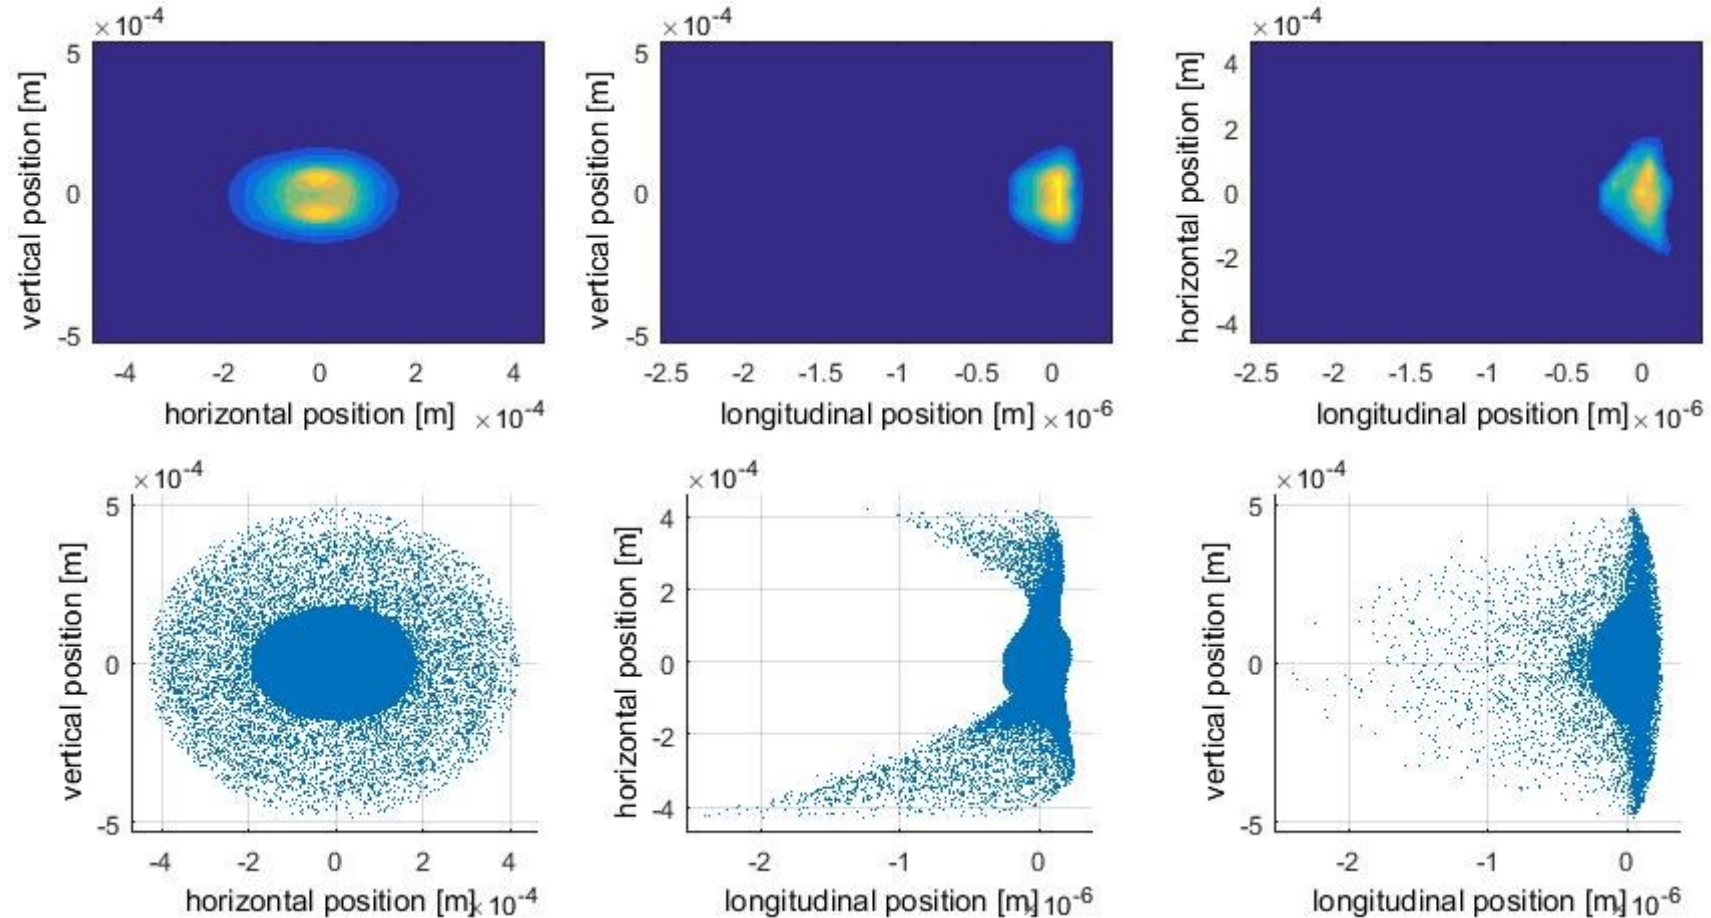 ×10-4
5
0
-5
vertical position [m]
-4 -2 0 2 4
horizontal position [m] ×10-4
×10-4
5
0
-5
vertical position [m]
-2.5 -2 -1.5 -1 -0.5 0
longitudinal position [m] ×10-6
×10-4
4
2
0
-2
-4
horizontal position [m]
-2.5 -2 -1.5 -1 -0.5 0
longitudinal position [m] ×10-6
×10-4
5
0
-5
vertical position [m]
-4 -2 0 2 4
horizontal position [m] ×10-4
×10-4
4
2
0
-2
-4
horizontal position [m]
-2 -1 0
longitudinal position [m] ×10-6
×10-4
5
0
-5
vertical position [m]
-2 -1 0
longitudinal position [m] ×10-6